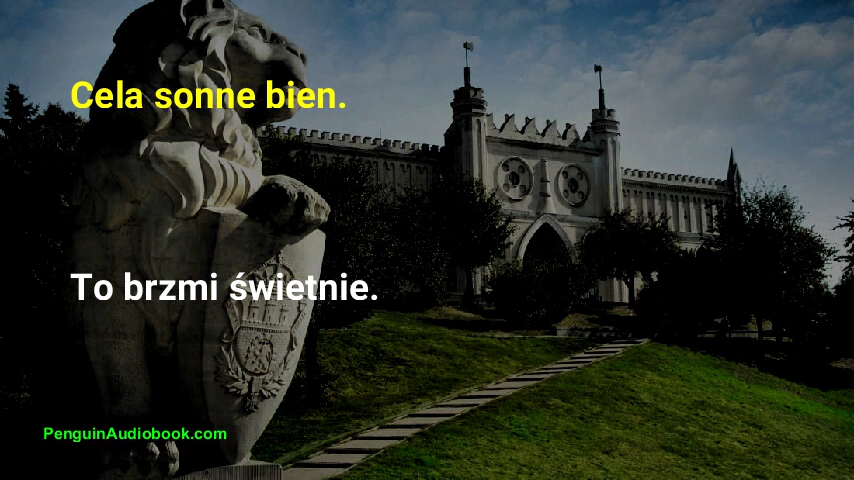 Cela sonne bien.
To brzmi świetnie.
PenguinAudiobook.com